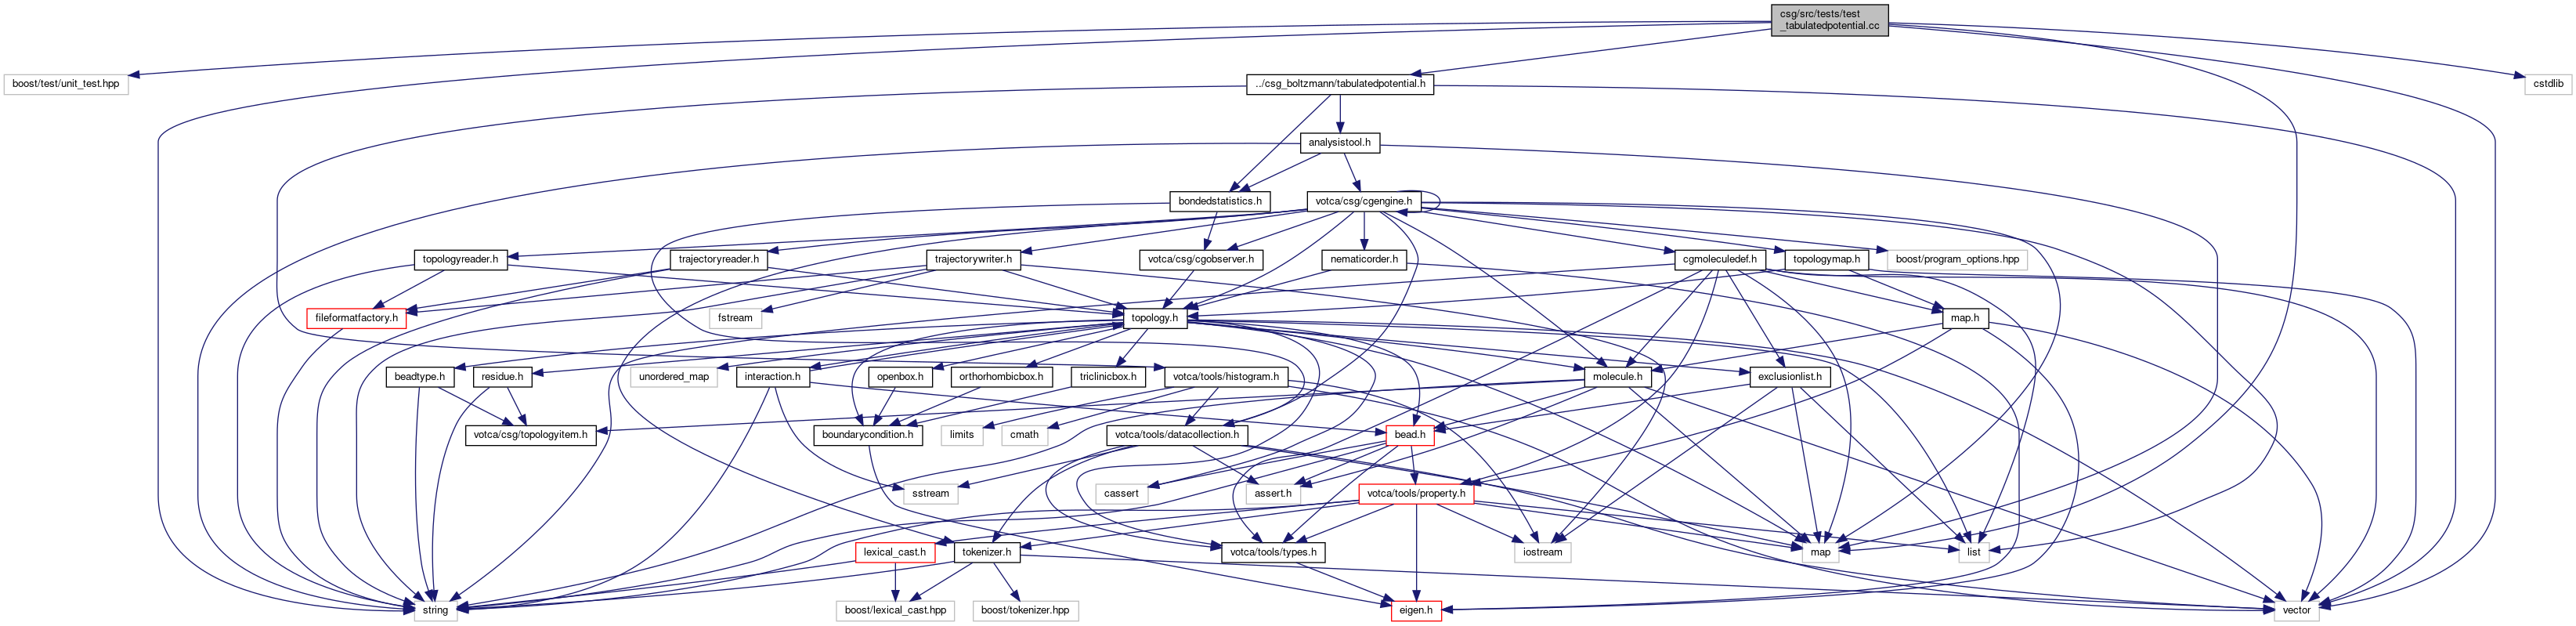 csg/src/tests/test
_tabulatedpotential.cc
boost/test/unit_test.hpp
../csg_boltzmann/tabulatedpotential.h
cstdlib
analysistool.h
bondedstatistics.h
votca/csg/cgengine.h
topologyreader.h
trajectoryreader.h
trajectorywriter.h
votca/csg/cgobserver.h
nematicorder.h
cgmoleculedef.h
topologymap.h
boost/program_options.hpp
fileformatfactory.h
fstream
topology.h
map.h
beadtype.h
residue.h
unordered_map
interaction.h
openbox.h
orthorhombicbox.h
triclinicbox.h
votca/tools/histogram.h
molecule.h
exclusionlist.h
votca/csg/topologyitem.h
boundarycondition.h
limits
cmath
votca/tools/datacollection.h
bead.h
sstream
cassert
assert.h
votca/tools/property.h
lexical_cast.h
tokenizer.h
votca/tools/types.h
iostream
map
list
string
boost/lexical_cast.hpp
boost/tokenizer.hpp
eigen.h
vector